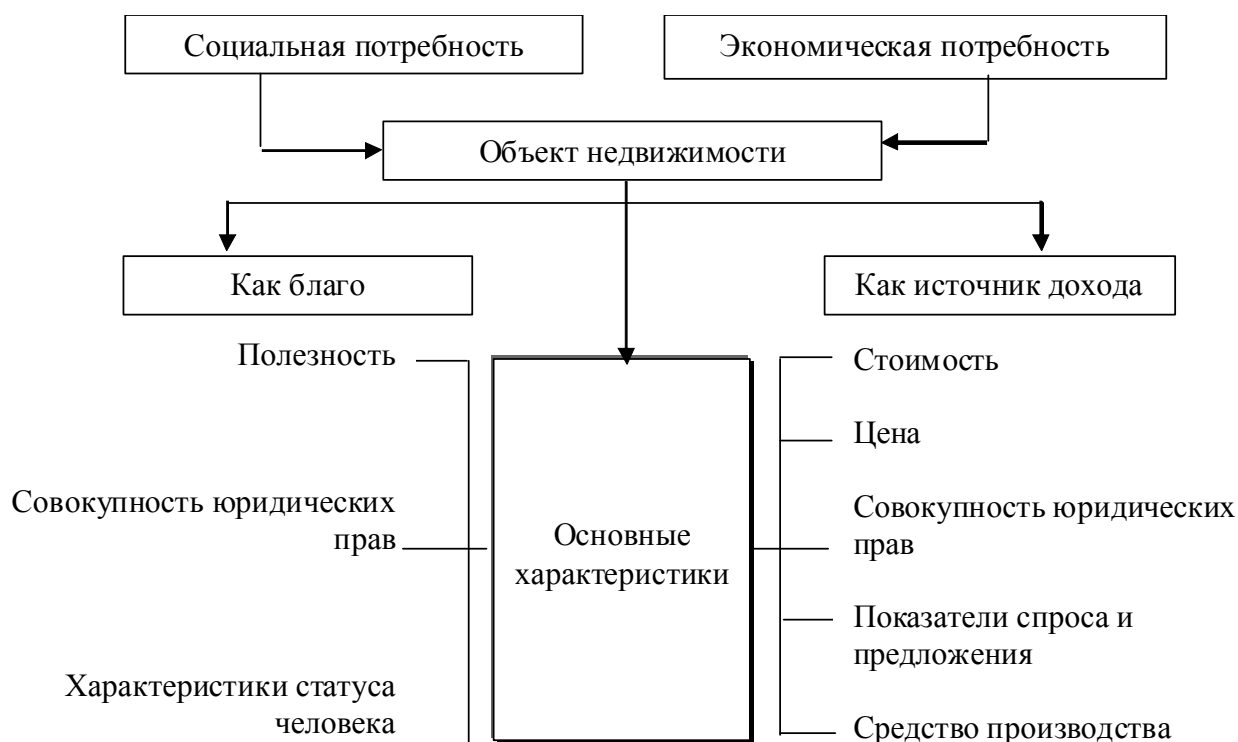 Социальная потребность
Экономическая потребность
Объект недвижимости
Как благо
Как источник дохода
Полезность
Совокупность юридических
прав
Характеристики статуса
человека
Основные
характеристики
Стоимость
Цена
Совокупность юридических
прав
Показатели спроса и
предложения
Средство производства